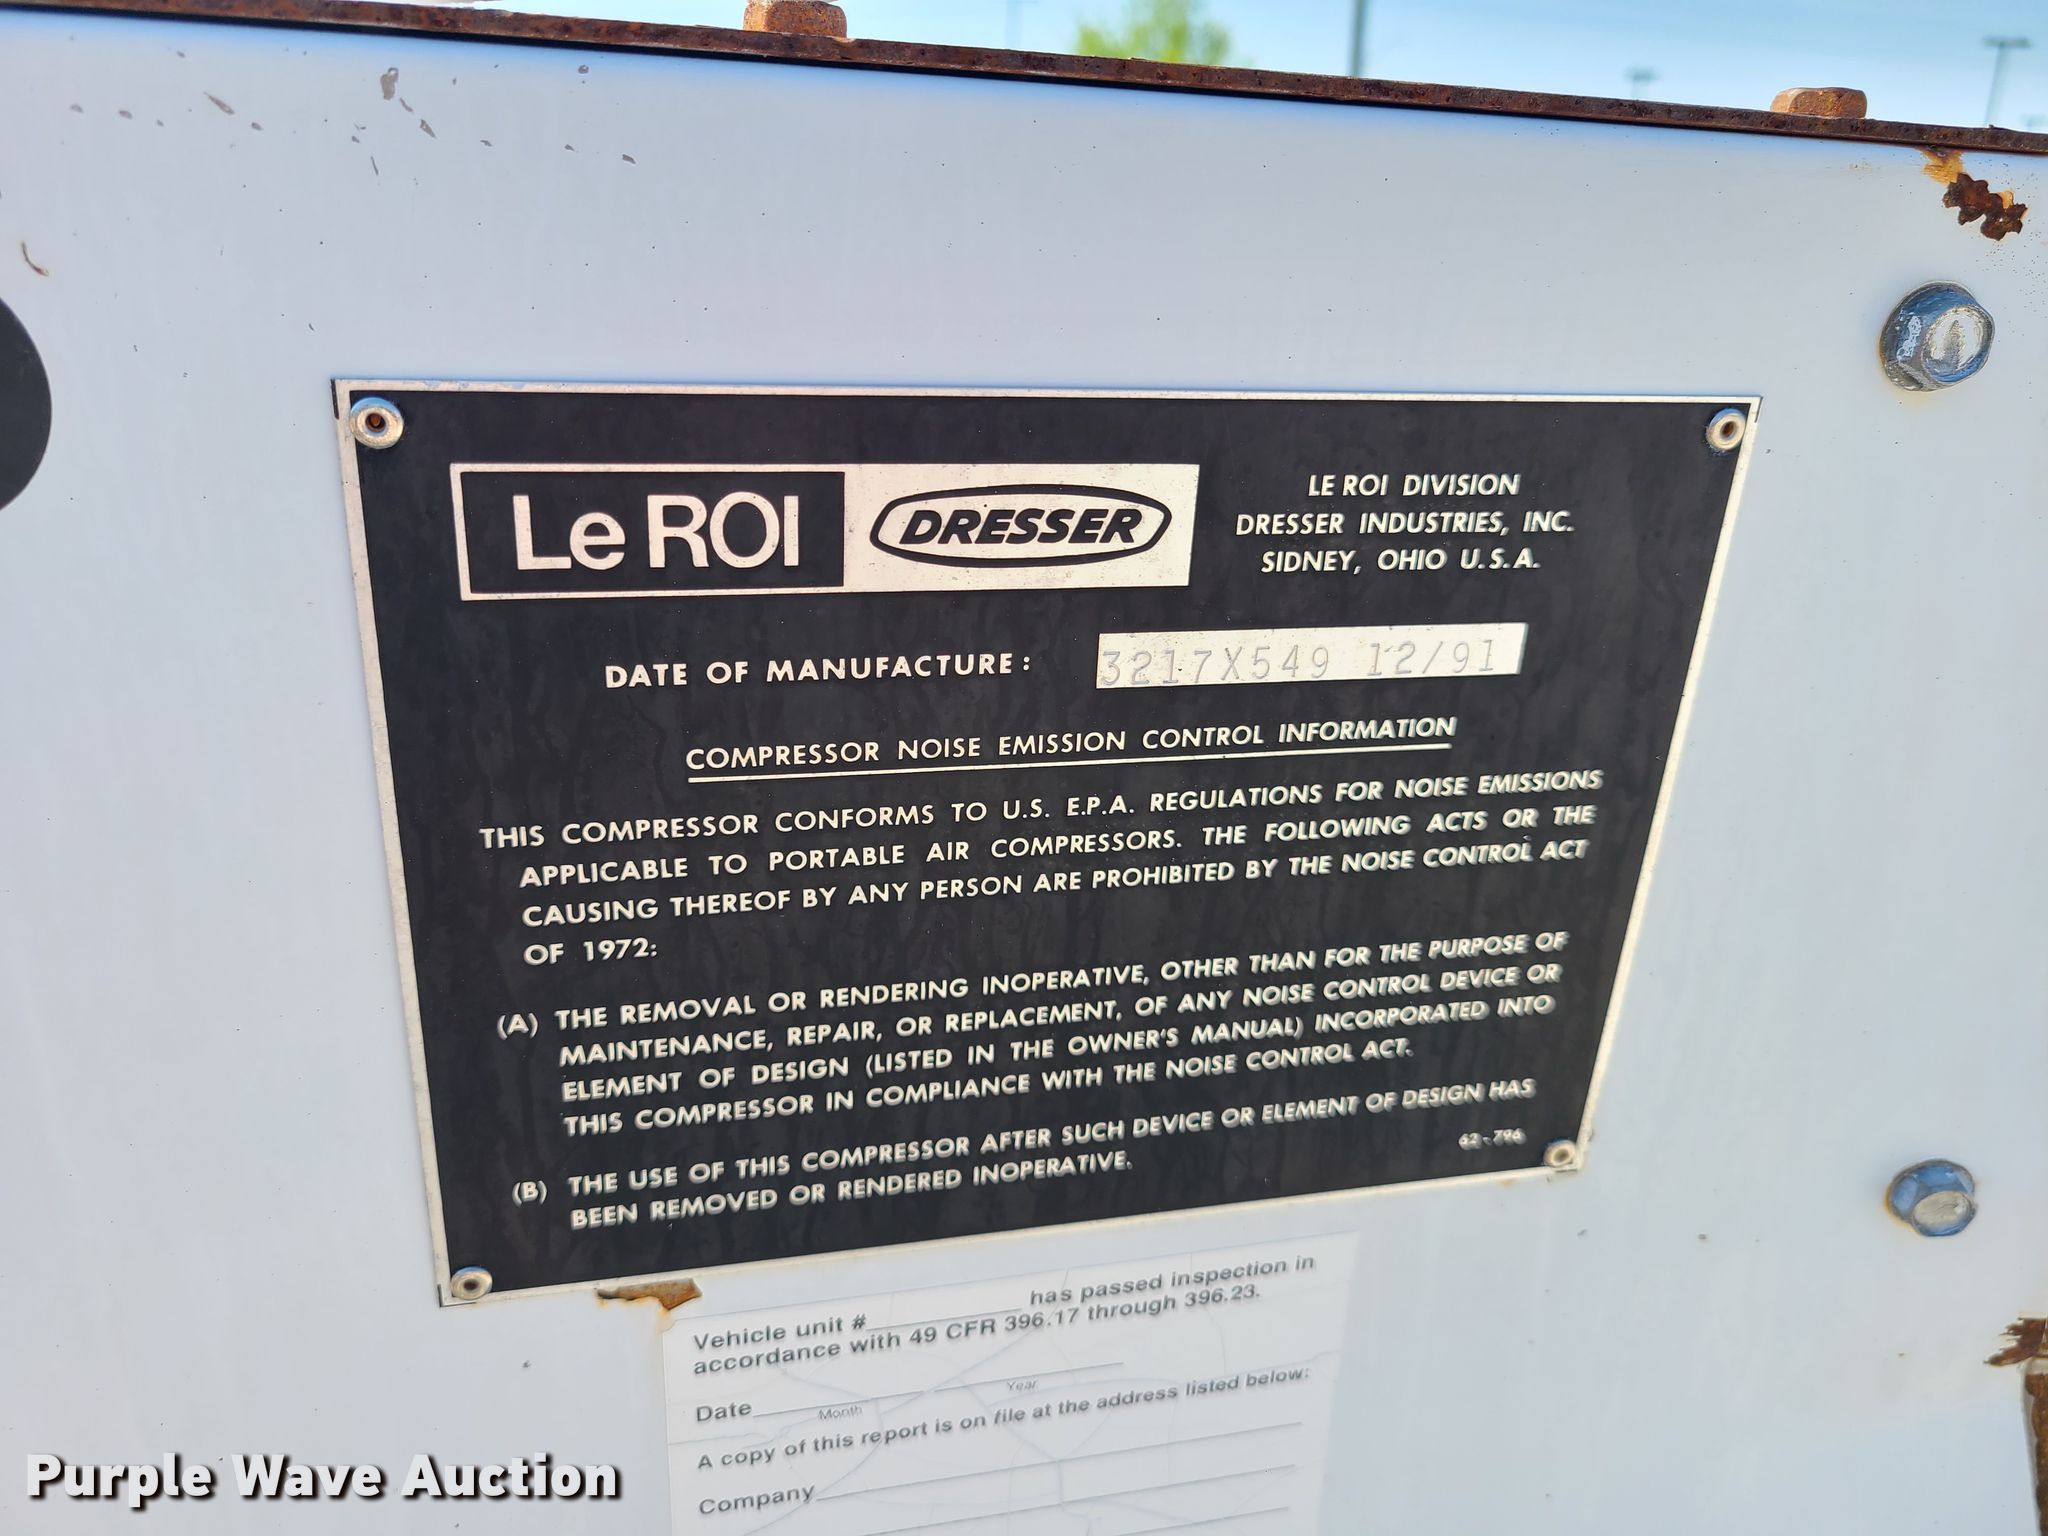 Le ROI DRESSER
LE ROI DIVISION
DRESSER INDUSTRIES, INC.
SIDNEY, OHIO U.S.A.
DATE OF MANUFACTURE: 3217X549 12/91
COMPRESSOR NOISE EMISSION CONTROL INFORMATION
THIS COMPRESSOR CONFORMS TO U.S. E.P.A. REGULATIONS FOR NOISE EMISSIONS
APPLICABLE TO PORTABLE AIR COMPRESSORS. THE FOLLOWING ACTS OR THE
CAUSING THEREOF BY ANY PERSON ARE PROHIBITED BY THE NOISE CONTROL ACT
OF 1972:
(A) THE REMOVAL OR RENDERING INOPERATIVE, OTHER THAN FOR THE PURPOSE OF
MAINTENANCE, REPAIR, OR REPLACEMENT, OF ANY NOISE CONTROL DEVICE OR
ELEMENT OF DESIGN (LISTED IN THE OWNER'S MANUAL) INCORPORATED INTO
THIS COMPRESSOR IN COMPLIANCE WITH THE NOISE CONTROL ACT.
(B) THE USE OF THIS COMPRESSOR AFTER SUCH DEVICE OR ELEMENT OF DESIGN HAS
BEEN REMOVED OR RENDERED INOPERATIVE.
62-796
Vehicle unit #________ has passed inspection in
accordance with 49 CFR 396.17 through 396.23.
Date________
Month Year
A copy of this report is on file at the address listed below:
Company________
Purple Wave Auction